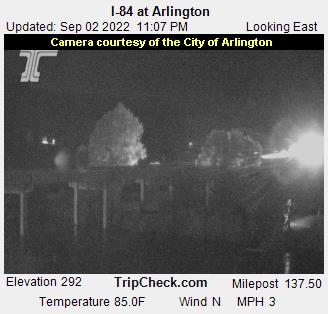 I-84 at Arlington
Updated: Sep 02 2022 11:07 PM Looking East
Camera courtesy of the City of Arlington
Elevation 292 TripCheck.com Milepost 137.50
Temperature 85.0F Wind N MPH 3